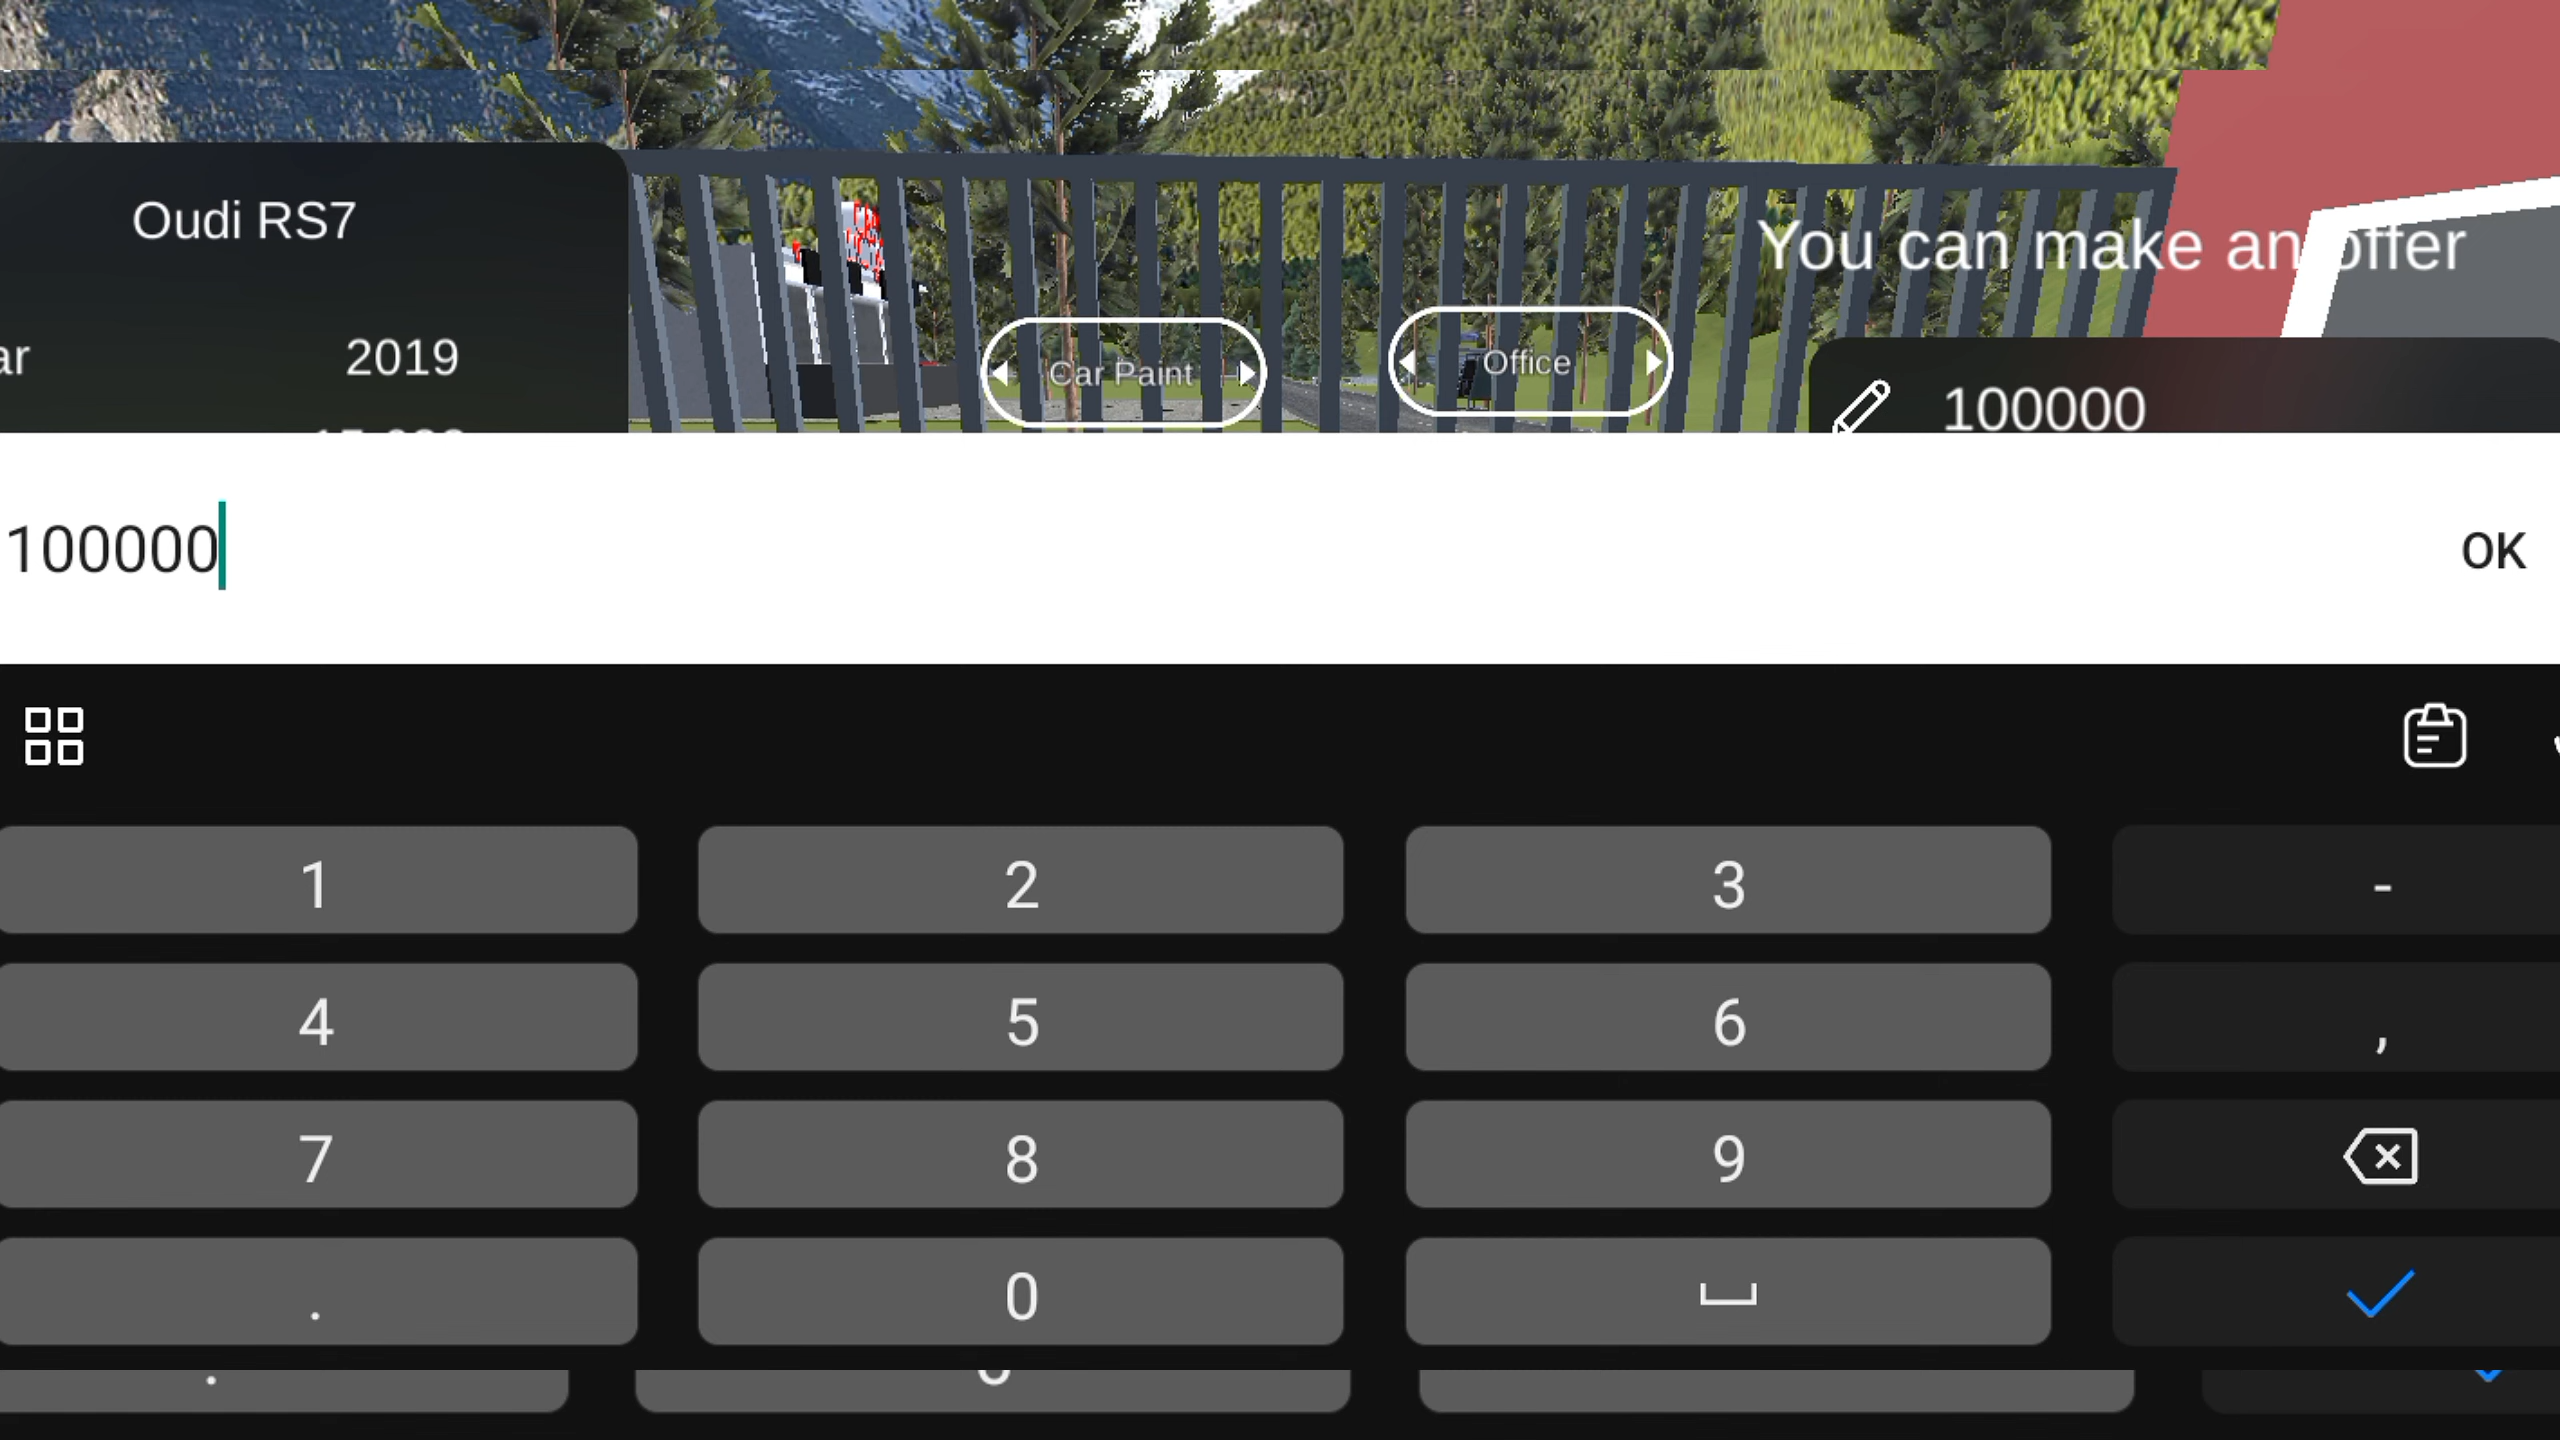 Oudi RS7
You can make an offer
ar 2019
Car Paint
Office
100000
100000
OK
1 2 3 -
4 5 6 ,
7 8 9
. 0